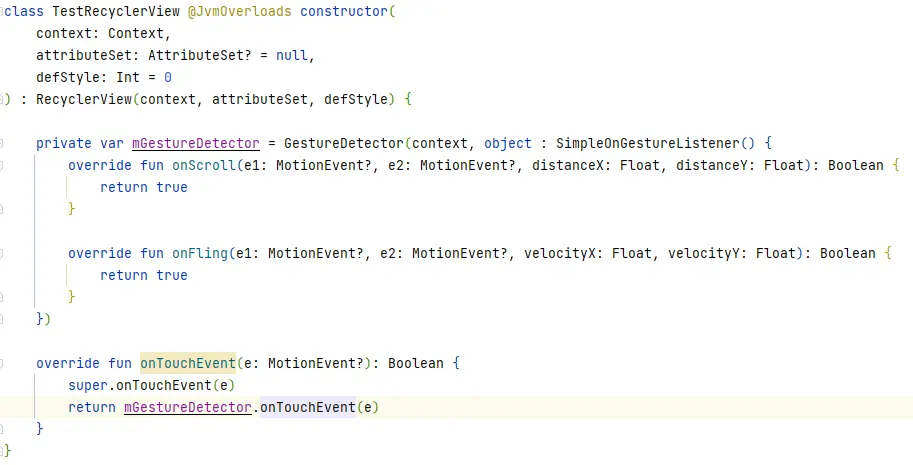 class TestRecyclerView @JvmOverloads constructor(
    context: Context,
    attributeSet: AttributeSet? = null,
    defStyle: Int = 0
) : RecyclerView(context, attributeSet, defStyle) {

    private var mGestureDetector = GestureDetector(context, object : SimpleOnGestureListener() {
        override fun onScroll(e1: MotionEvent?, e2: MotionEvent?, distanceX: Float, distanceY: Float): Boolean {
            return true
        }

        override fun onFling(e1: MotionEvent?, e2: MotionEvent?, velocityX: Float, velocityY: Float): Boolean {
            return true
        }
    })

    override fun onTouchEvent(e: MotionEvent?): Boolean {
        super.onTouchEvent(e)
        return mGestureDetector.onTouchEvent(e)
    }
}